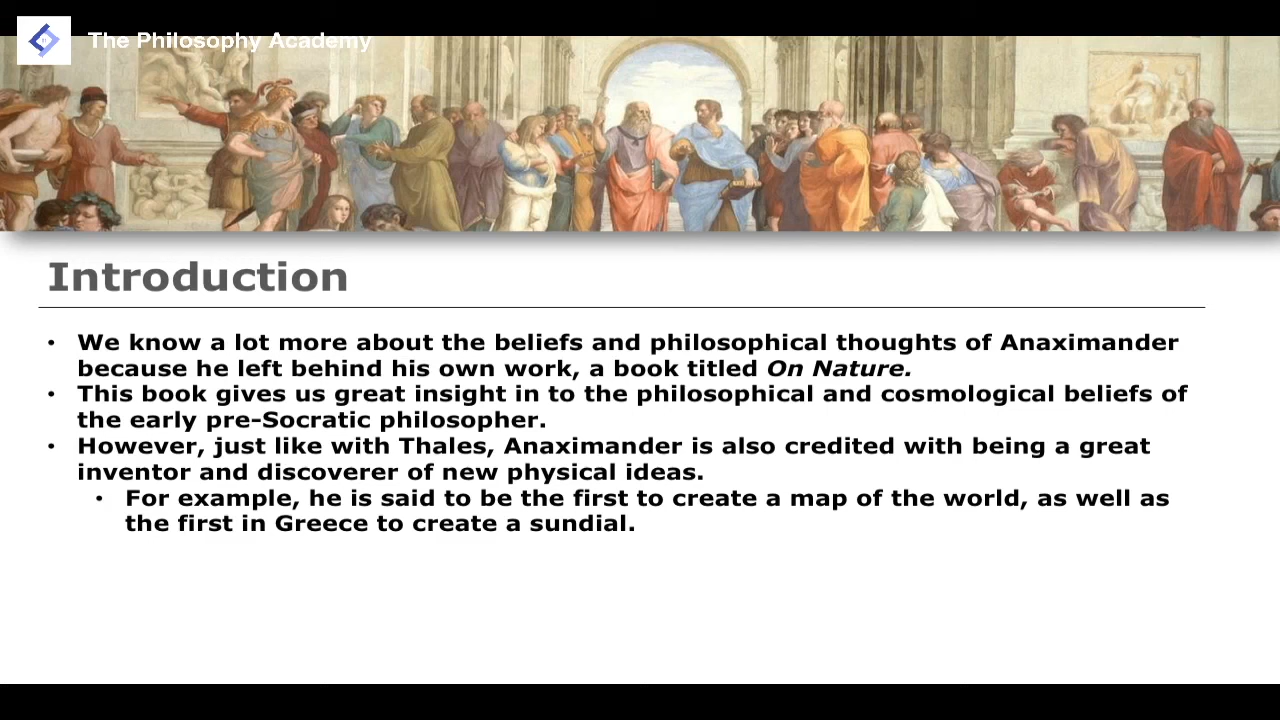 The Philosophy Academy
Introduction
• We know a lot more about the beliefs and philosophical thoughts of Anaximander
because he left behind his own work, a book titled On Nature.
• This book gives us great insight in to the philosophical and cosmological beliefs of
the early pre-Socratic philosopher.
• However, just like with Thales, Anaximander is also credited with being a great
inventor and discoverer of new physical ideas.
• For example, he is said to be the first to create a map of the world, as well as
the first in Greece to create a sundial.